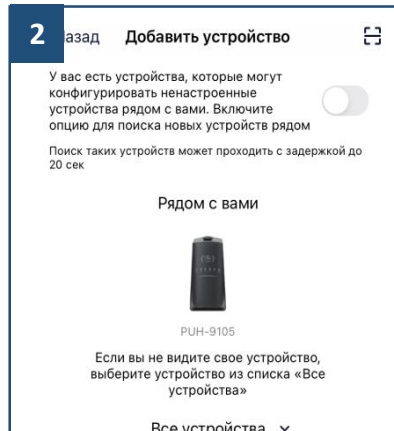 2 азад Добавить устройство
У вас есть устройства, которые могут
конфигурировать ненастроенные
устройства рядом с вами. Включите
опцию для поиска новых устройств рядом
Поиск таких устройств может проходить с задержкой до
20 сек
Рядом с вами
PUH-9105
Если вы не видите свое устройство,
выберите устройство из списка «Все
устройства»
Все устройства